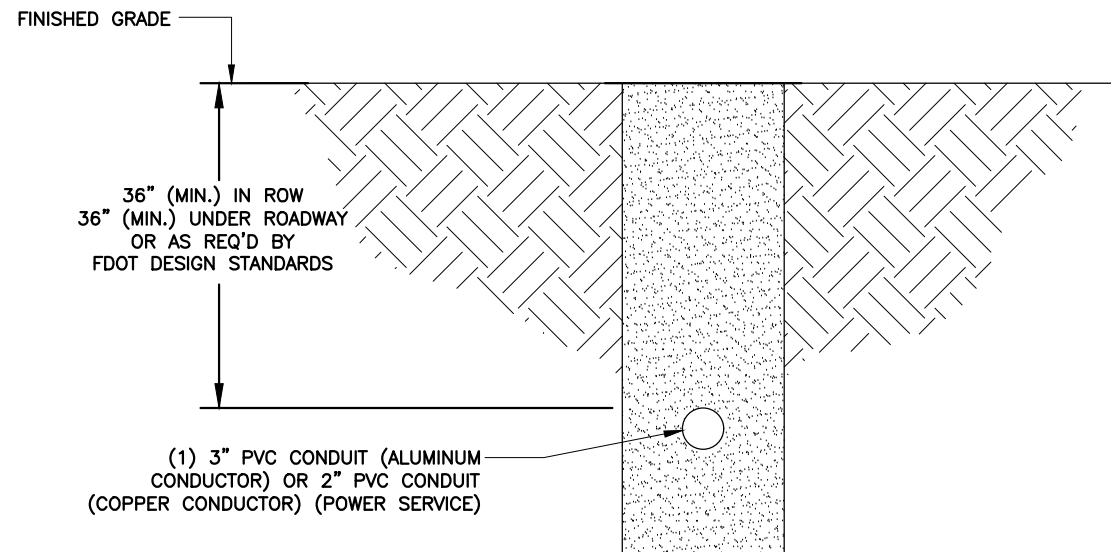 FINISHED GRADE
36" (MIN.) IN ROW
36" (MIN.) UNDER ROADWAY
OR AS REQ'D BY
FDOT DESIGN STANDARDS
(1) 3" PVC CONDUIT (ALUMINUM
CONDUCTOR) OR 2" PVC CONDUIT
(COPPER CONDUCTOR) (POWER SERVICE)